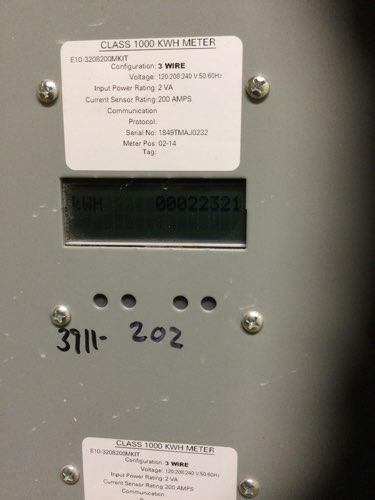 CLASS 1000 KWH METER
E10-3208200MKIT
Configuration: 3 WIRE
Voltage: 120:208:240 V:50:60Hz
Input Power Rating: 2 VA
Current Sensor Rating: 200 AMPS
Communication
Protocol:
Serial No: 1849TMAJ0232
Meter Pos: 02-14
Tag:
kWH 00022321
3911- 202
CLASS 1000 KWH METER
E10-3208200MKIT
Configuration: 3 WIRE
Voltage: 120:208:240 V:50:60Hz
Input Power Rating: 2 VA
Current Sensor Rating: 200 AMPS
Communication